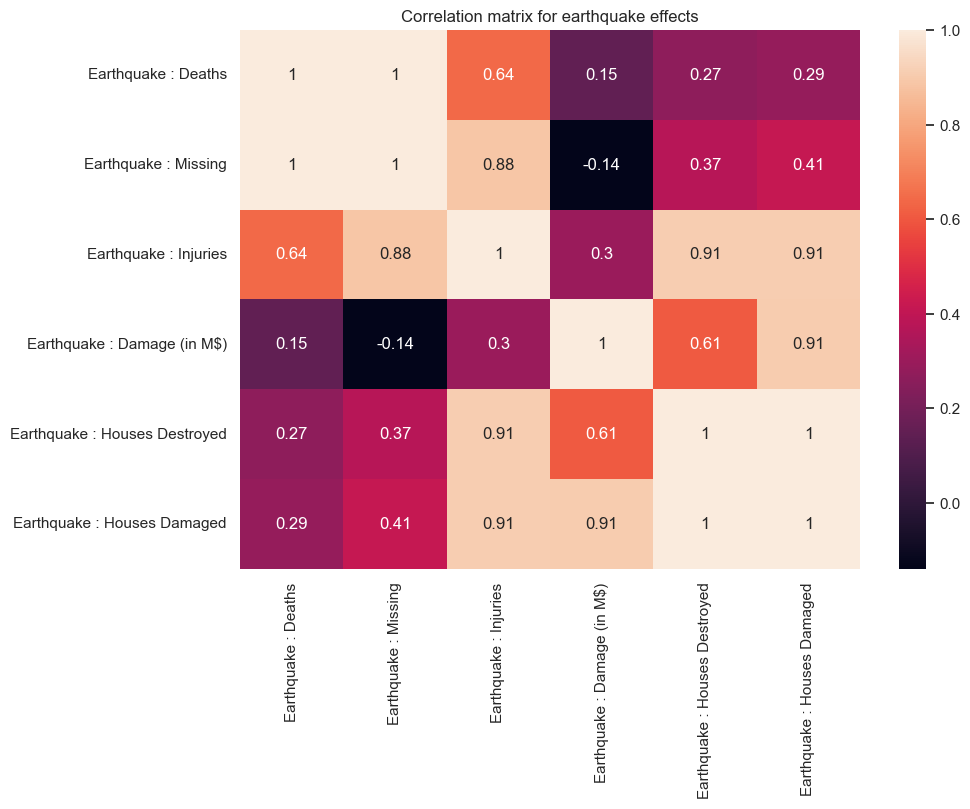 Correlation matrix for earthquake effects
Earthquake : Deaths 1 1 0.64 0.15 0.27 0.29
Earthquake : Missing 1 1 0.88 -0.14 0.37 0.41
Earthquake : Injuries 0.64 0.88 1 0.3 0.91 0.91
Earthquake : Damage (in M$) 0.15 -0.14 0.3 1 0.61 0.91
Earthquake : Houses Destroyed 0.27 0.37 0.91 0.61 1 1
Earthquake : Houses Damaged 0.29 0.41 0.91 0.91 1 1
Earthquake : Deaths
Earthquake : Missing
Earthquake : Injuries
Earthquake : Damage (in M$)
Earthquake : Houses Destroyed
Earthquake : Houses Damaged
1.0
0.8
0.6
0.4
0.2
0.0